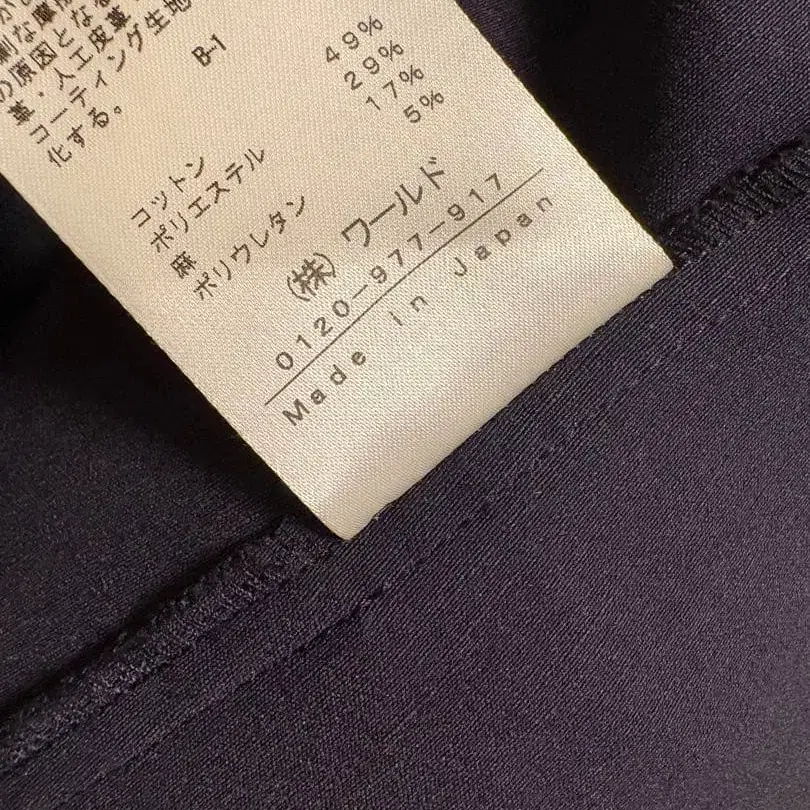 な摩擦
の原因とな
革・人工皮革・
コーティング生地
化する。
B-1
コットン 49%
ポリエステル 29%
麻 17%
ポリウレタン 5%
(株) ワールド
0120-977-917
Made in Japan